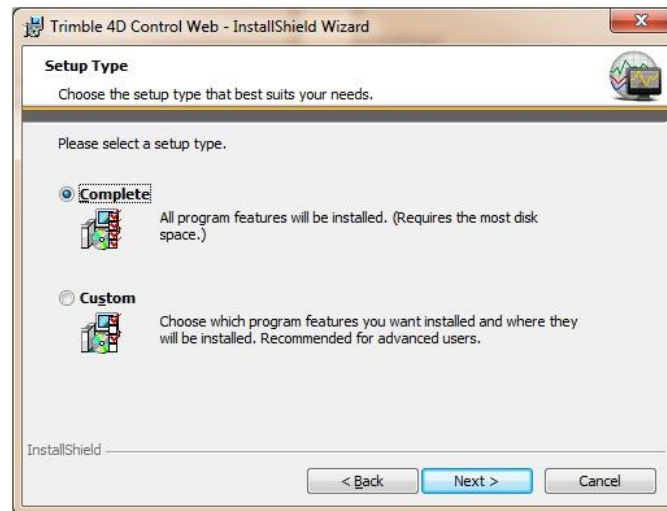 Trimble 4D Control Web - InstallShield Wizard
Setup Type
Choose the setup type that best suits your needs.
Please select a setup type.
Complete
All program features will be installed. (Requires the most disk
space.)
Custom
Choose which program features you want installed and where they
will be installed. Recommended for advanced users.
InstallShield
< Back
Next >
Cancel